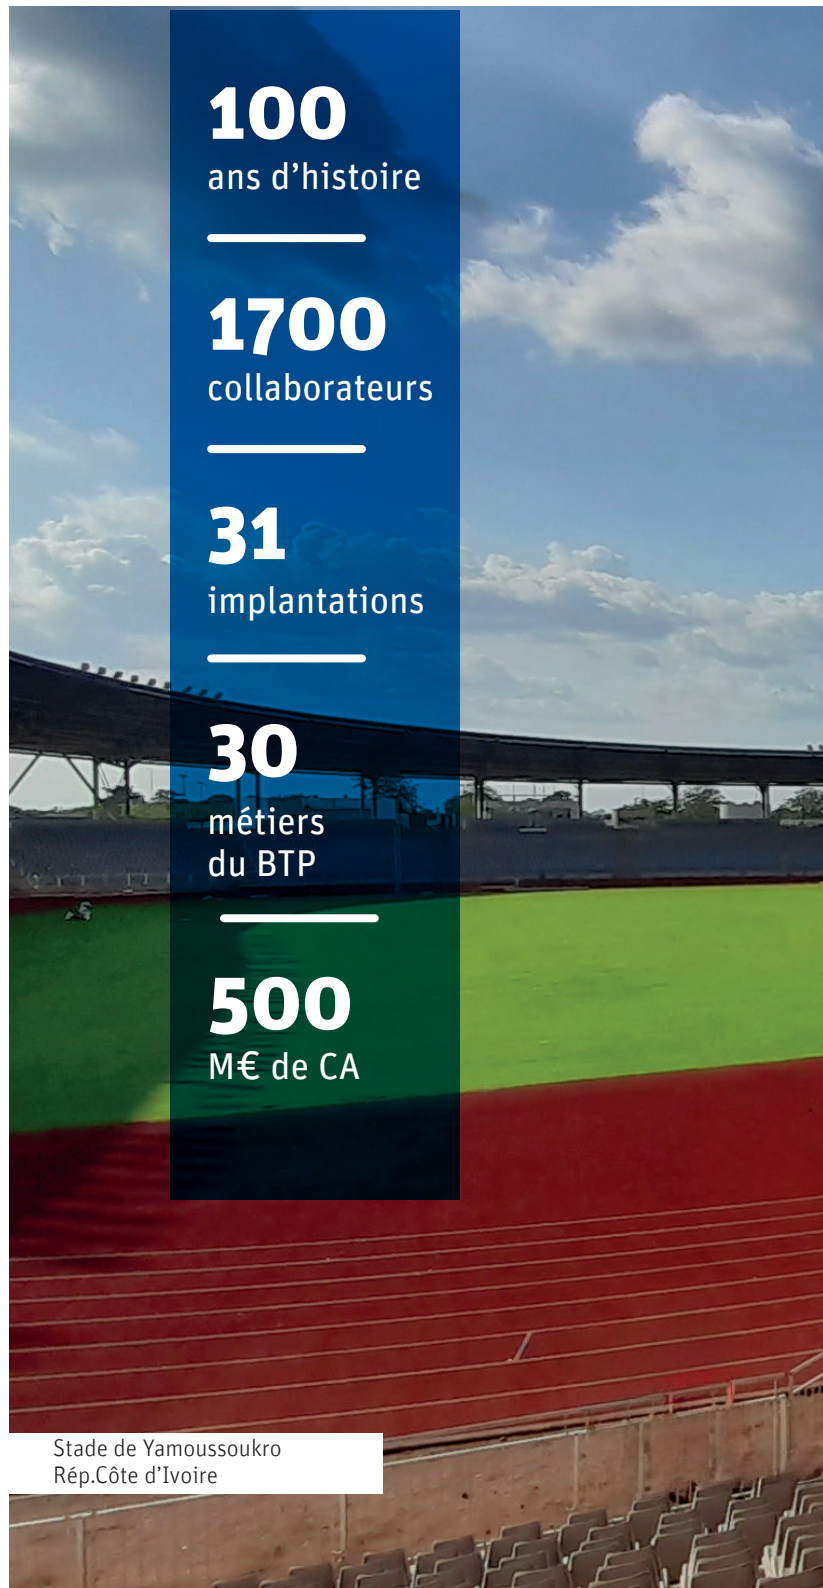 100
ans d’histoire
1700
collaborateurs
31
implantations
30
métiers
du BTP
500
M€ de CA
Stade de Yamoussoukro
Rép.Côte d’Ivoire